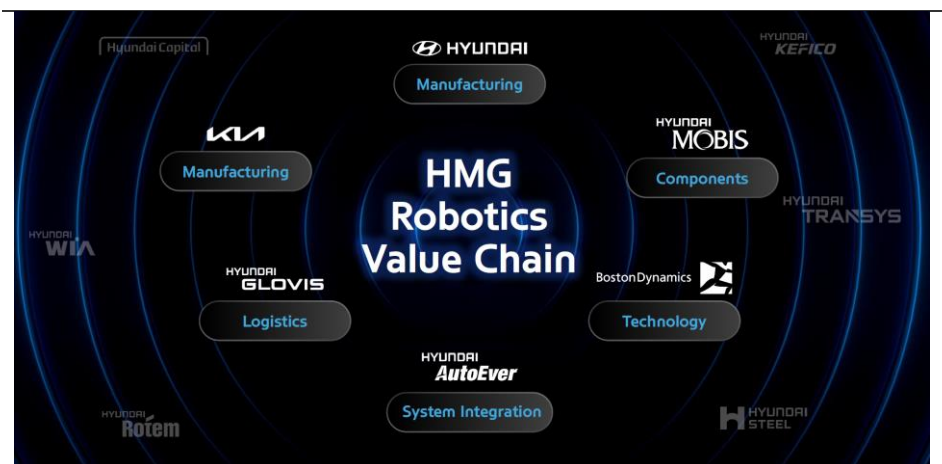 Hyundai Capital
HYUNDAI
Manufacturing
HYUNDAI
KEFICO
KIA
Manufacturing
HYUNDAI
MOBIS
Components
HMG
Robotics
Value Chain
HYUNDAI
TRANSYS
HYUNDAI
WIA
HYUNDAI
GLOVIS
Logistics
BostonDynamics
Technology
HYUNDAI
AutoEver
System Integration
HYUNDAI
Rotem
HYUNDAI
STEEL